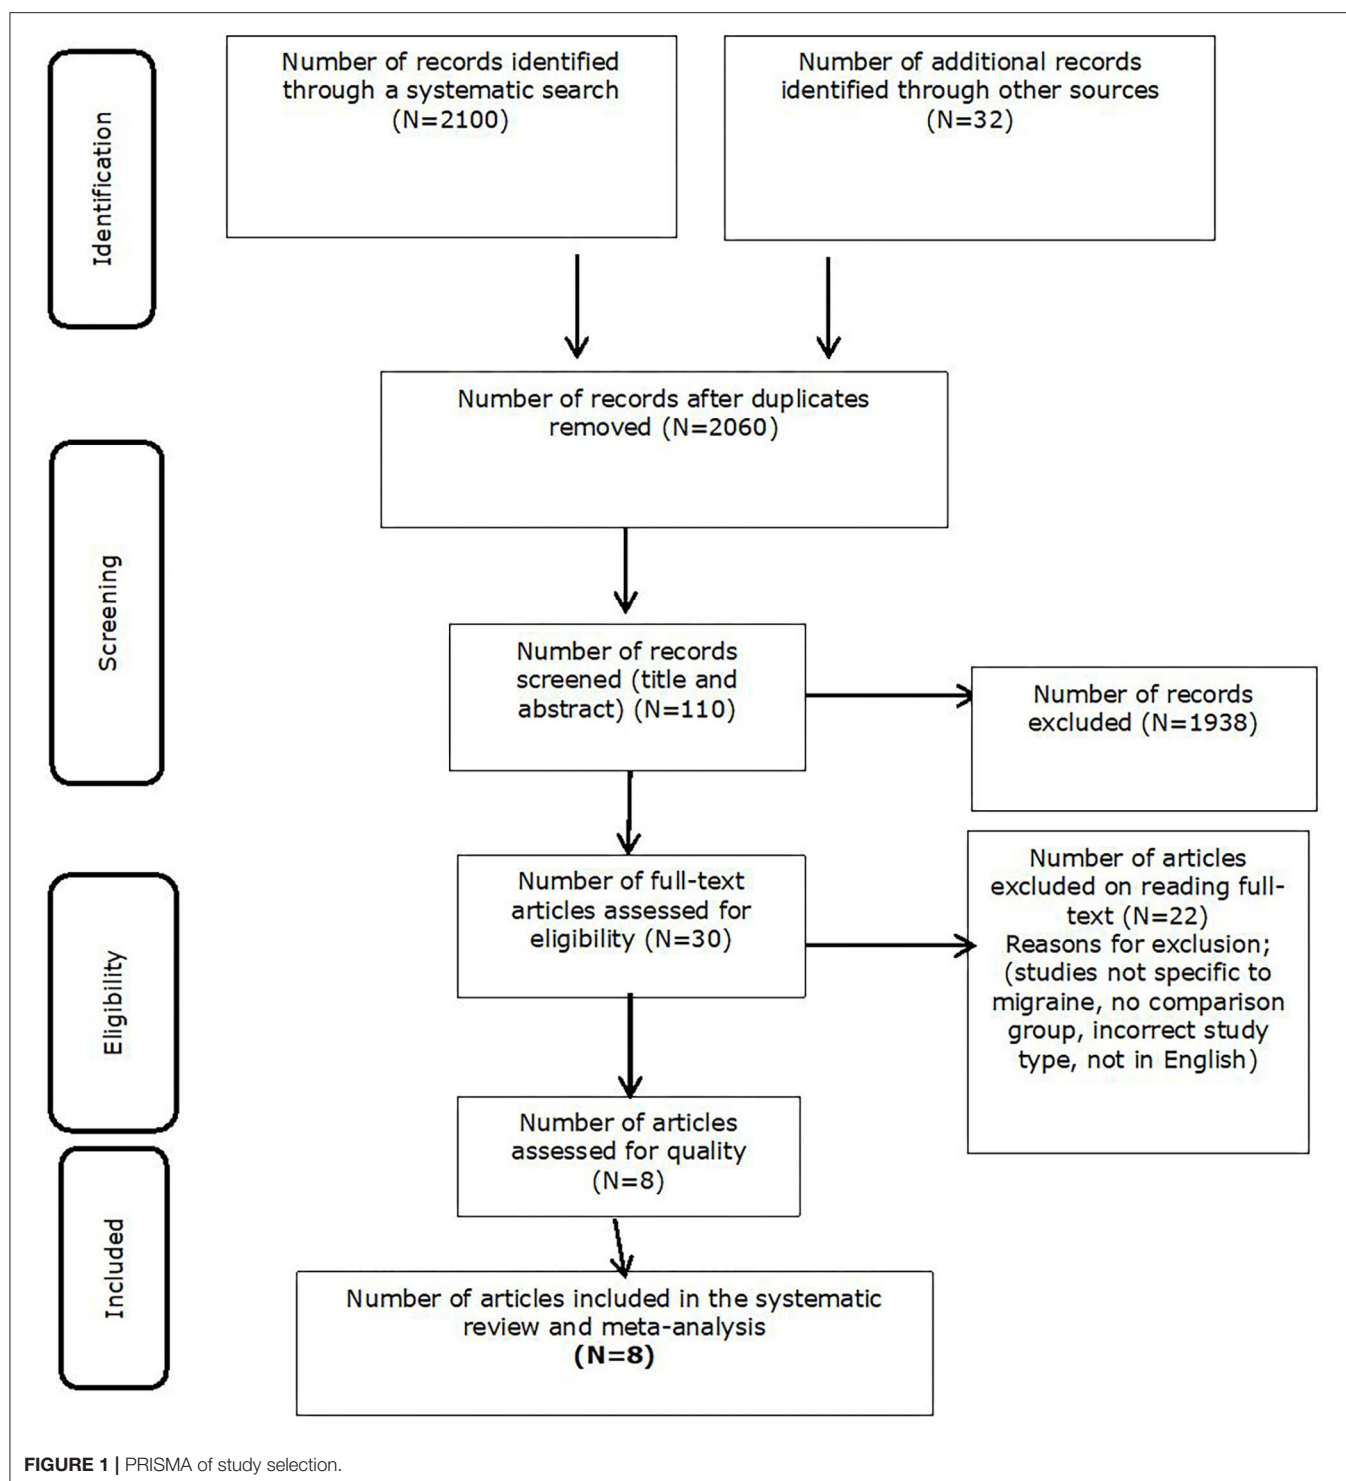 Identification
Number of records identified
through a systematic search
(N=2100)
Number of additional records
identified through other sources
(N=32)
Number of records after duplicates
removed (N=2060)
Screening
Number of records
screened (title and
abstract) (N=110)
Number of records
excluded (N=1938)
Eligibility
Number of full-text
articles assessed for
eligibility (N=30)
Number of articles
excluded on reading full-
text (N=22)
Reasons for exclusion;
(studies not specific to
migraine, no comparison
group, incorrect study
type, not in English)
Number of articles
assessed for quality
(N=8)
Included
Number of articles included in the systematic
review and meta-analysis
(N=8)
FIGURE 1 | PRISMA of study selection.